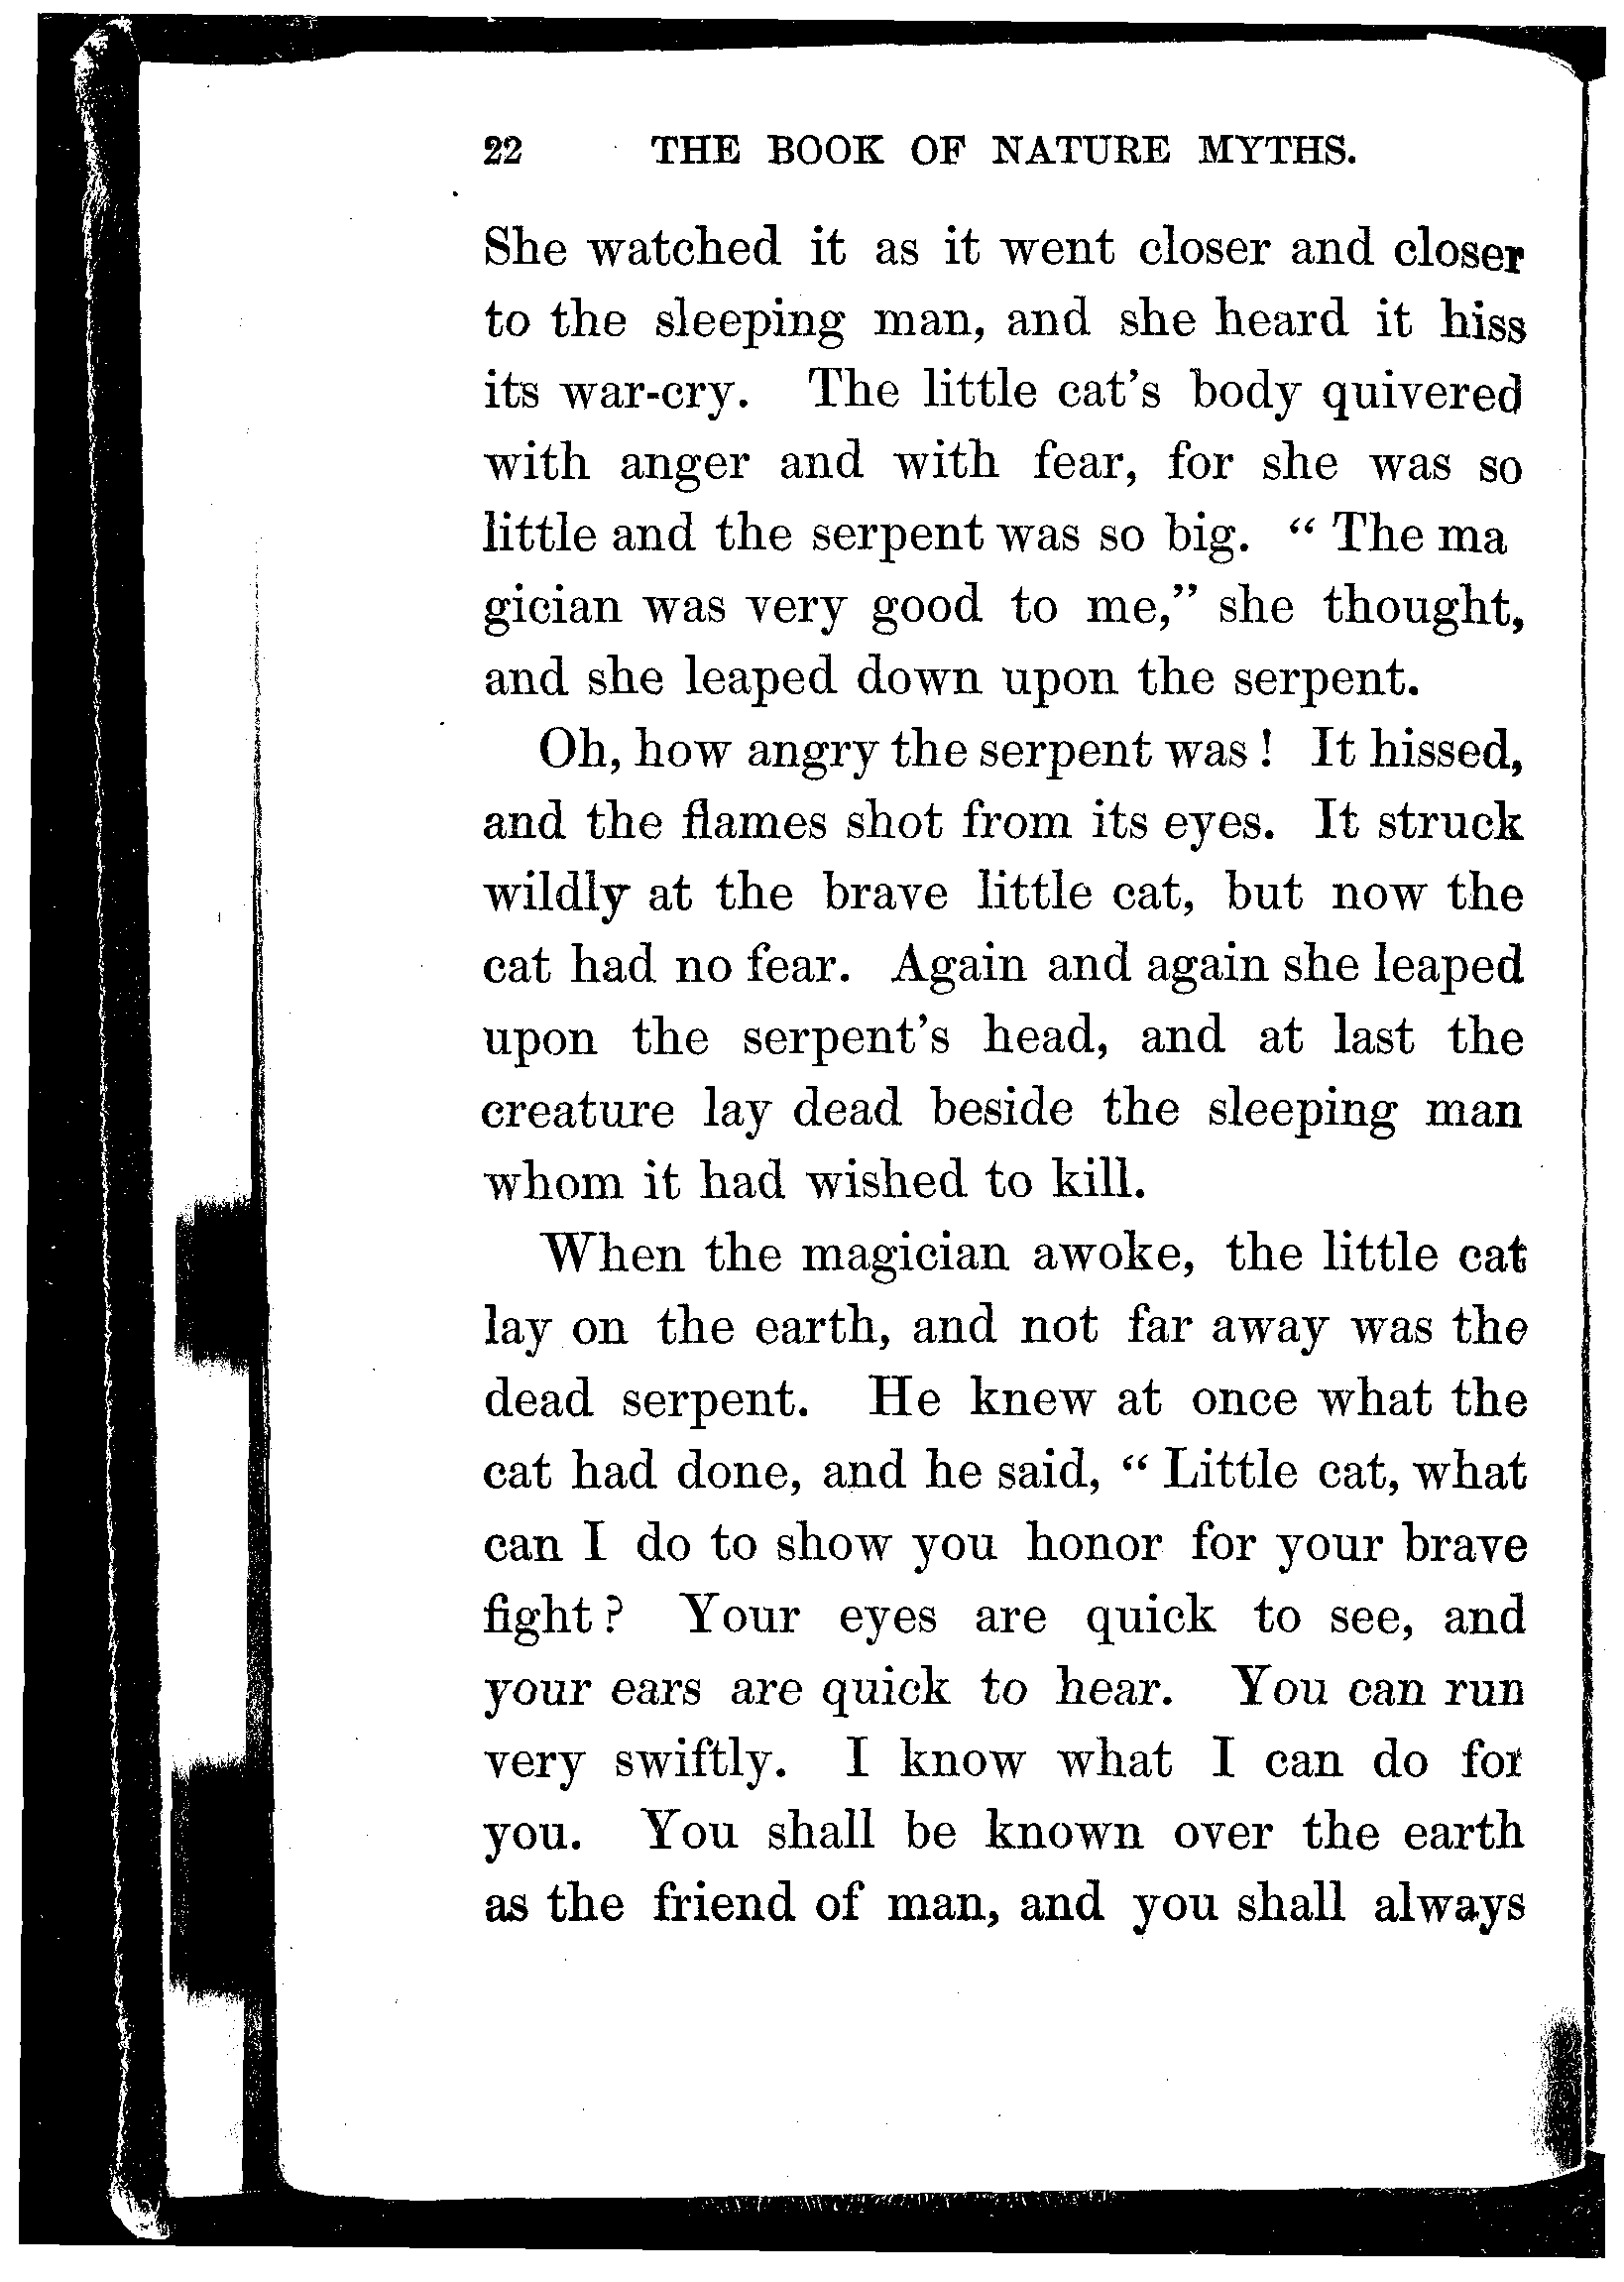 22 THE BOOK OF NATURE MYTHS.
She watched it as it went closer and closer
to the sleeping man, and she heard it hiss
its war-cry. The little cat's body quivered
with anger and with fear, for she was so
little and the serpent was so big. “ The ma
gician was very good to me,” she thought,
and she leaped down upon the serpent.
Oh, how angry the serpent was! It hissed,
and the flames shot from its eyes. It struck
wildly at the brave little cat, but now the
cat had no fear. Again and again she leaped
upon the serpent's head, and at last the
creature lay dead beside the sleeping man
whom it had wished to kill.
When the magician awoke, the little cat
lay on the earth, and not far away was the
dead serpent. He knew at once what the
cat had done, and he said, “ Little cat, what
can I do to show you honor for your brave
fight? Your eyes are quick to see, and
your ears are quick to hear. You can run
very swiftly. I know what I can do for
you. You shall be known over the earth
as the friend of man, and you shall always